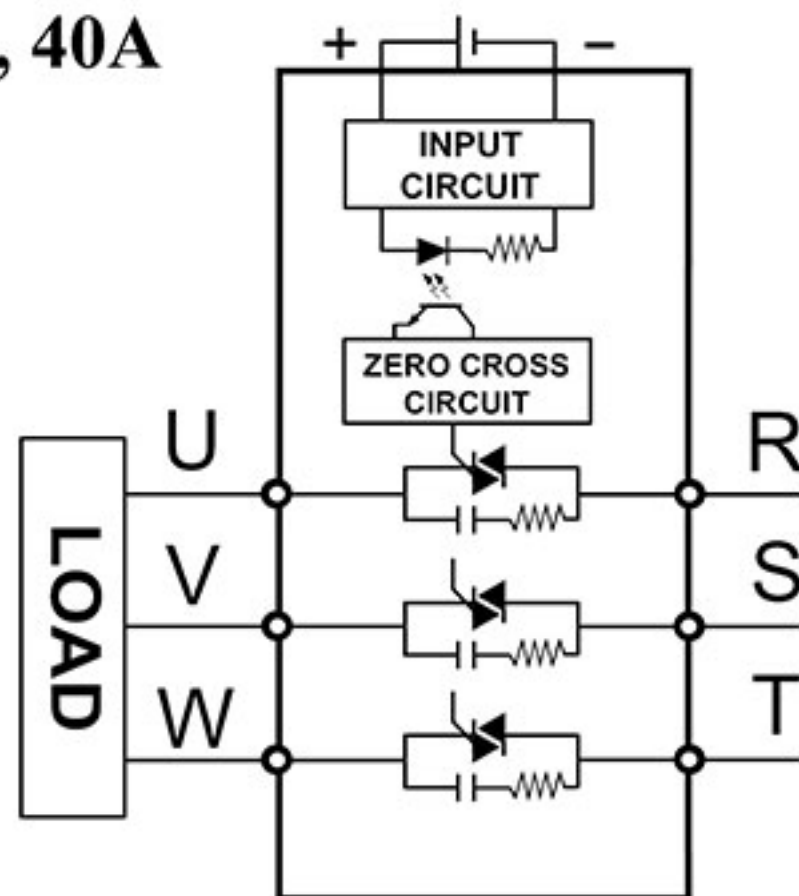 , 40A
+ −
INPUT
CIRCUIT
ZERO CROSS
CIRCUIT
U
R
LOAD
V
S
W
T